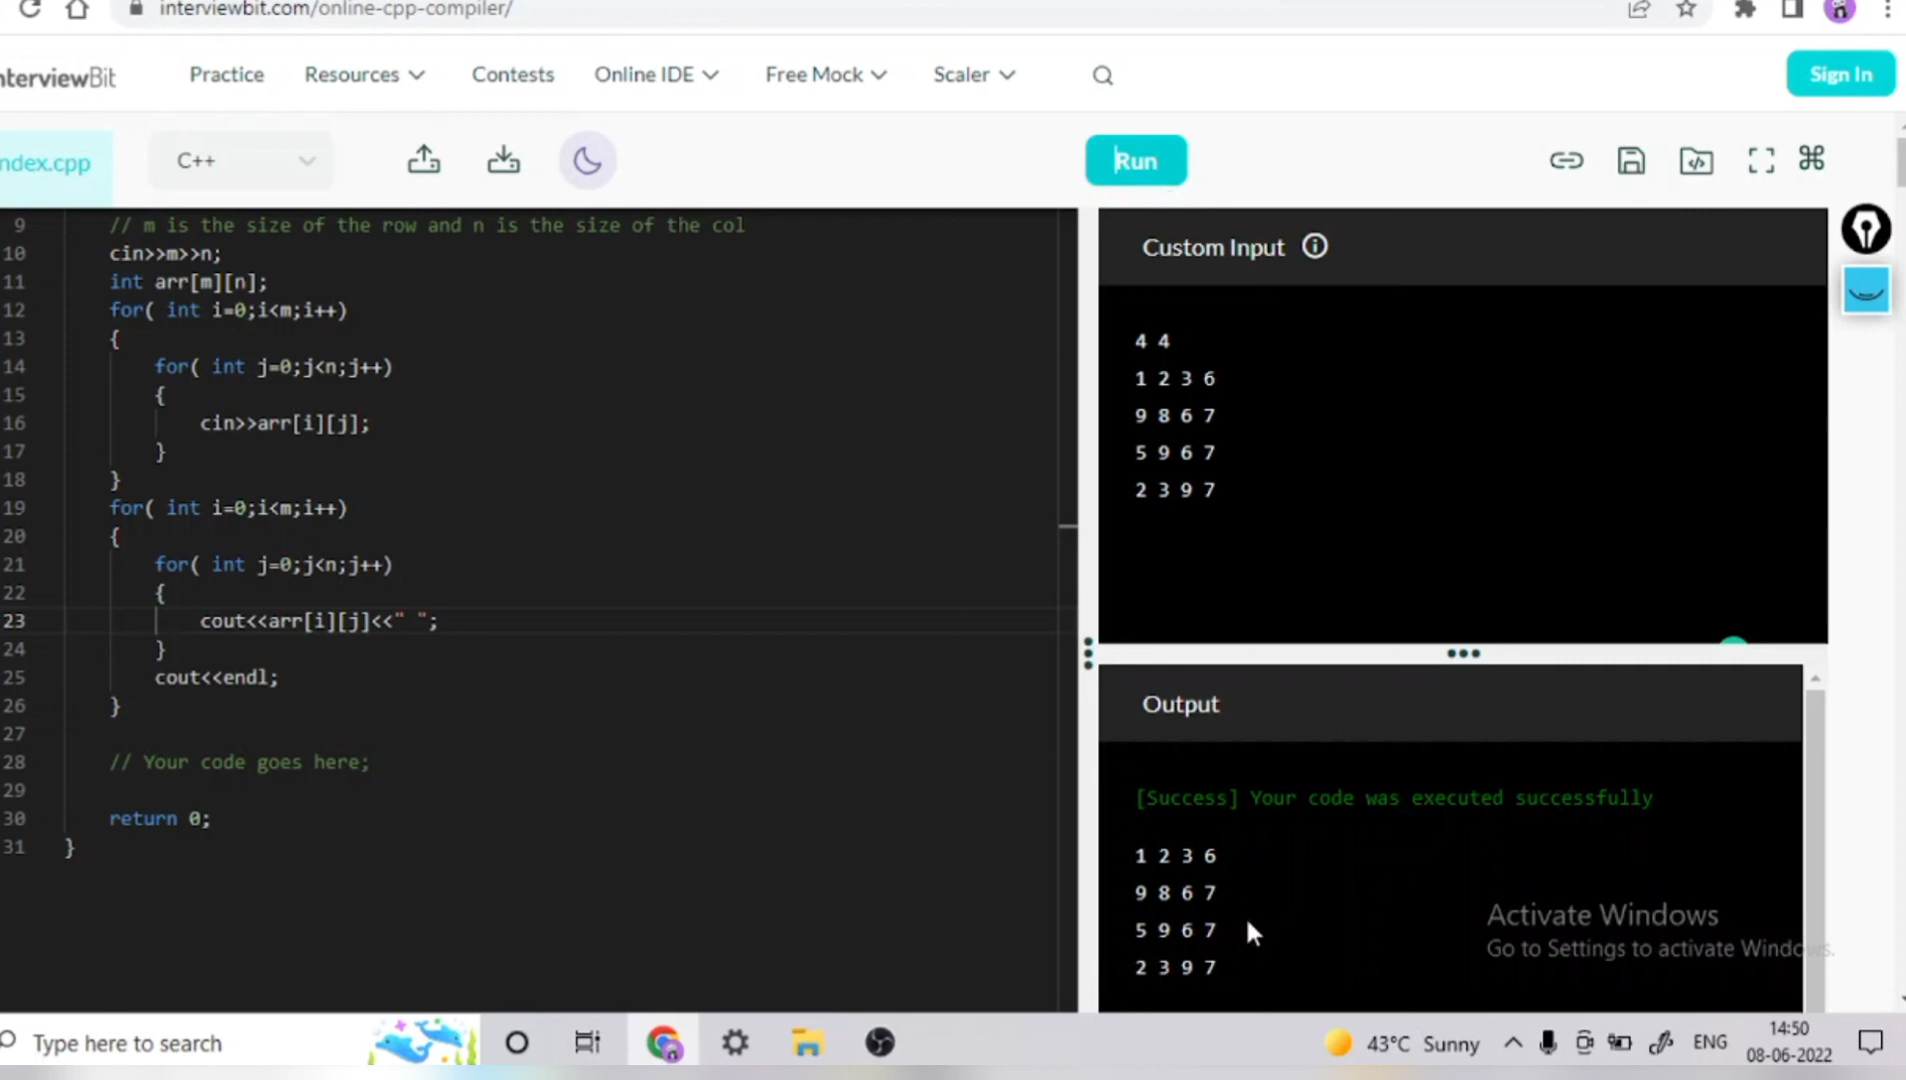 interviewbit.com/online-cpp-compiler/
nterviewBit
Practice
Resources
Contests
Online IDE
Free Mock
Scaler
Sign In
ndex.cpp
C++
Run
9 // m is the size of the row and n is the size of the col
10 cin>>m>>n;
11 int arr[m][n];
12 for( int i=0;i<m;i++)
13 {
14 for( int j=0;j<n;j++)
15 {
16 cin>>arr[i][j];
17 }
18 }
19 for( int i=0;i<m;i++)
20 {
21 for( int j=0;j<n;j++)
22 {
23 cout<<arr[i][j]<<" ";
24 }
25 cout<<endl;
26 }
27
28 // Your code goes here;
29
30 return 0;
31 }
Custom Input
4 4
1 2 3 6
9 8 6 7
5 9 6 7
2 3 9 7
Output
[Success] Your code was executed successfully
1 2 3 6
9 8 6 7
5 9 6 7
2 3 9 7
Activate Windows
Go to Settings to activate Windows.
Type here to search
43°C Sunny
ENG
14:50
08-06-2022